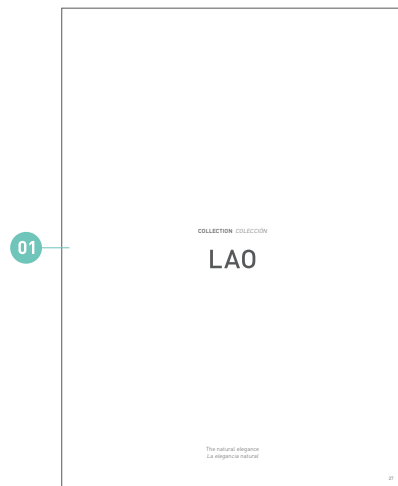 COLLECTION COLECCIÓN
01
LAO
The natural elegance
La elegancia natural